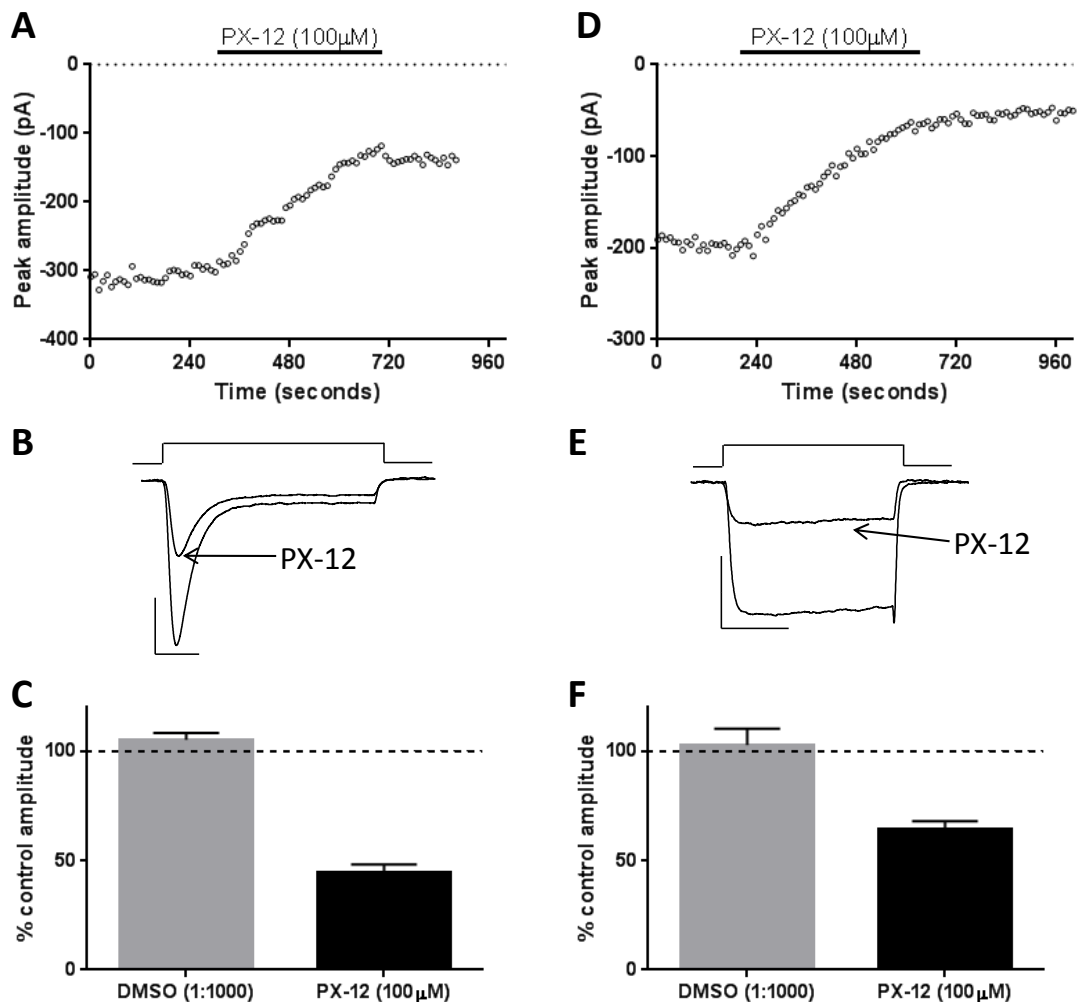 A
PX-12 (100µM)
0
-100
-200
-300
-400
Peak amplitude (pA)
0 240 480 720 960
Time (seconds)
D
PX-12 (100µM)
0
-100
-200
-300
Peak amplitude (pA)
0 240 480 720 960
Time (seconds)
B
PX-12
E
PX-12
C
% control amplitude
100
50
0
DMSO (1:1000) PX-12 (100µM)
F
% control amplitude
100
50
0
DMSO (1:1000) PX-12 (100µM)